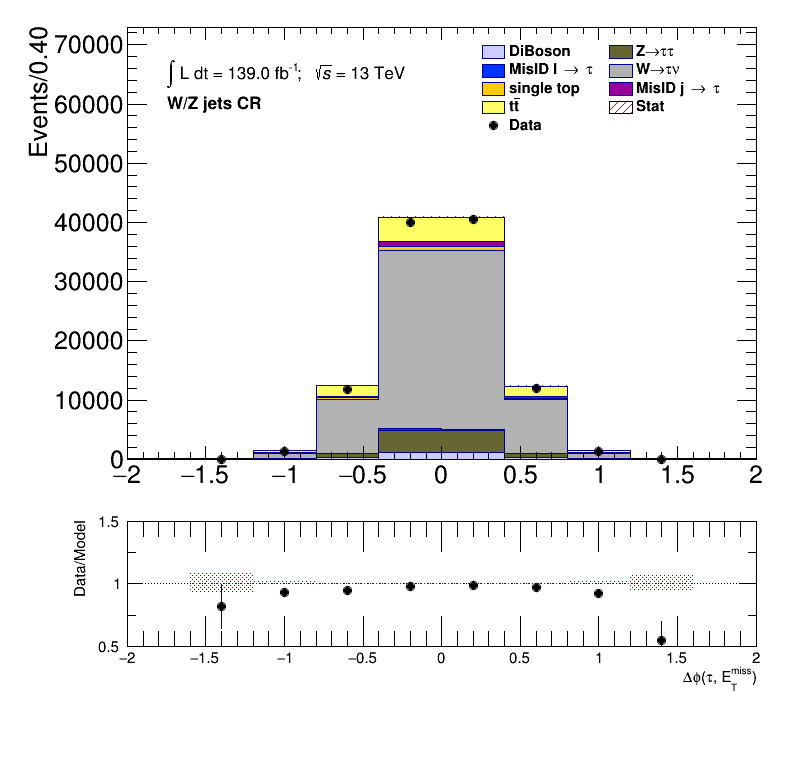 Events/0.40
70000
60000
50000
40000
30000
20000
10000
0
∫ L dt = 139.0 fb⁻¹; √s = 13 TeV
W/Z jets CR
DiBoson
MisID l → τ
single top
tt̄
Data
Z→ττ
W→τν
MisID j → τ
Stat
−2 −1.5 −1 −0.5 0 0.5 1 1.5 2
Data/Model
1.5
1
0.5
−2 −1.5 −1 −0.5 0 0.5 1 1.5 2
Δϕ(τ, E_T^miss)